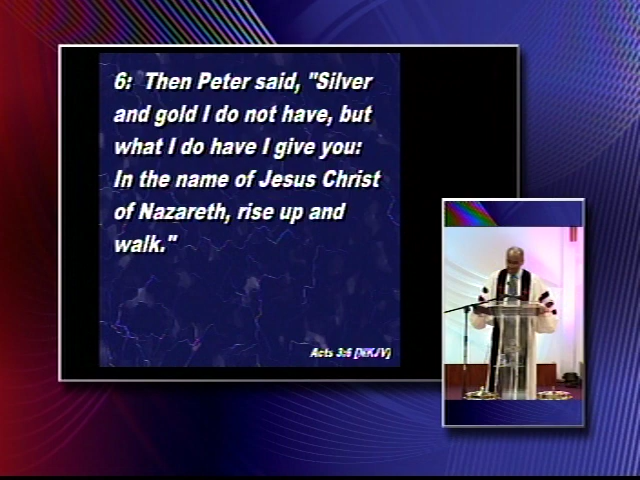 6: Then Peter said, "Silver
and gold I do not have, but
what I do have I give you:
In the name of Jesus Christ
of Nazareth, rise up and
walk."
Acts 3:6 [NKJV]